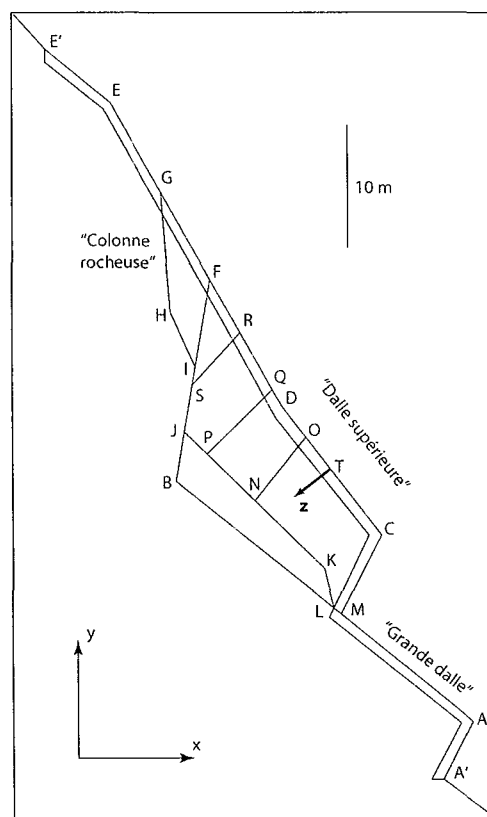 E'
E
10 m
G
"Colonne
rocheuse"
F
H
R
I
S
Q
D
"Dalle supérieure"
O
J
P
T
B
N
z
C
K
L
M
"Grande dalle"
y
A
x
A'